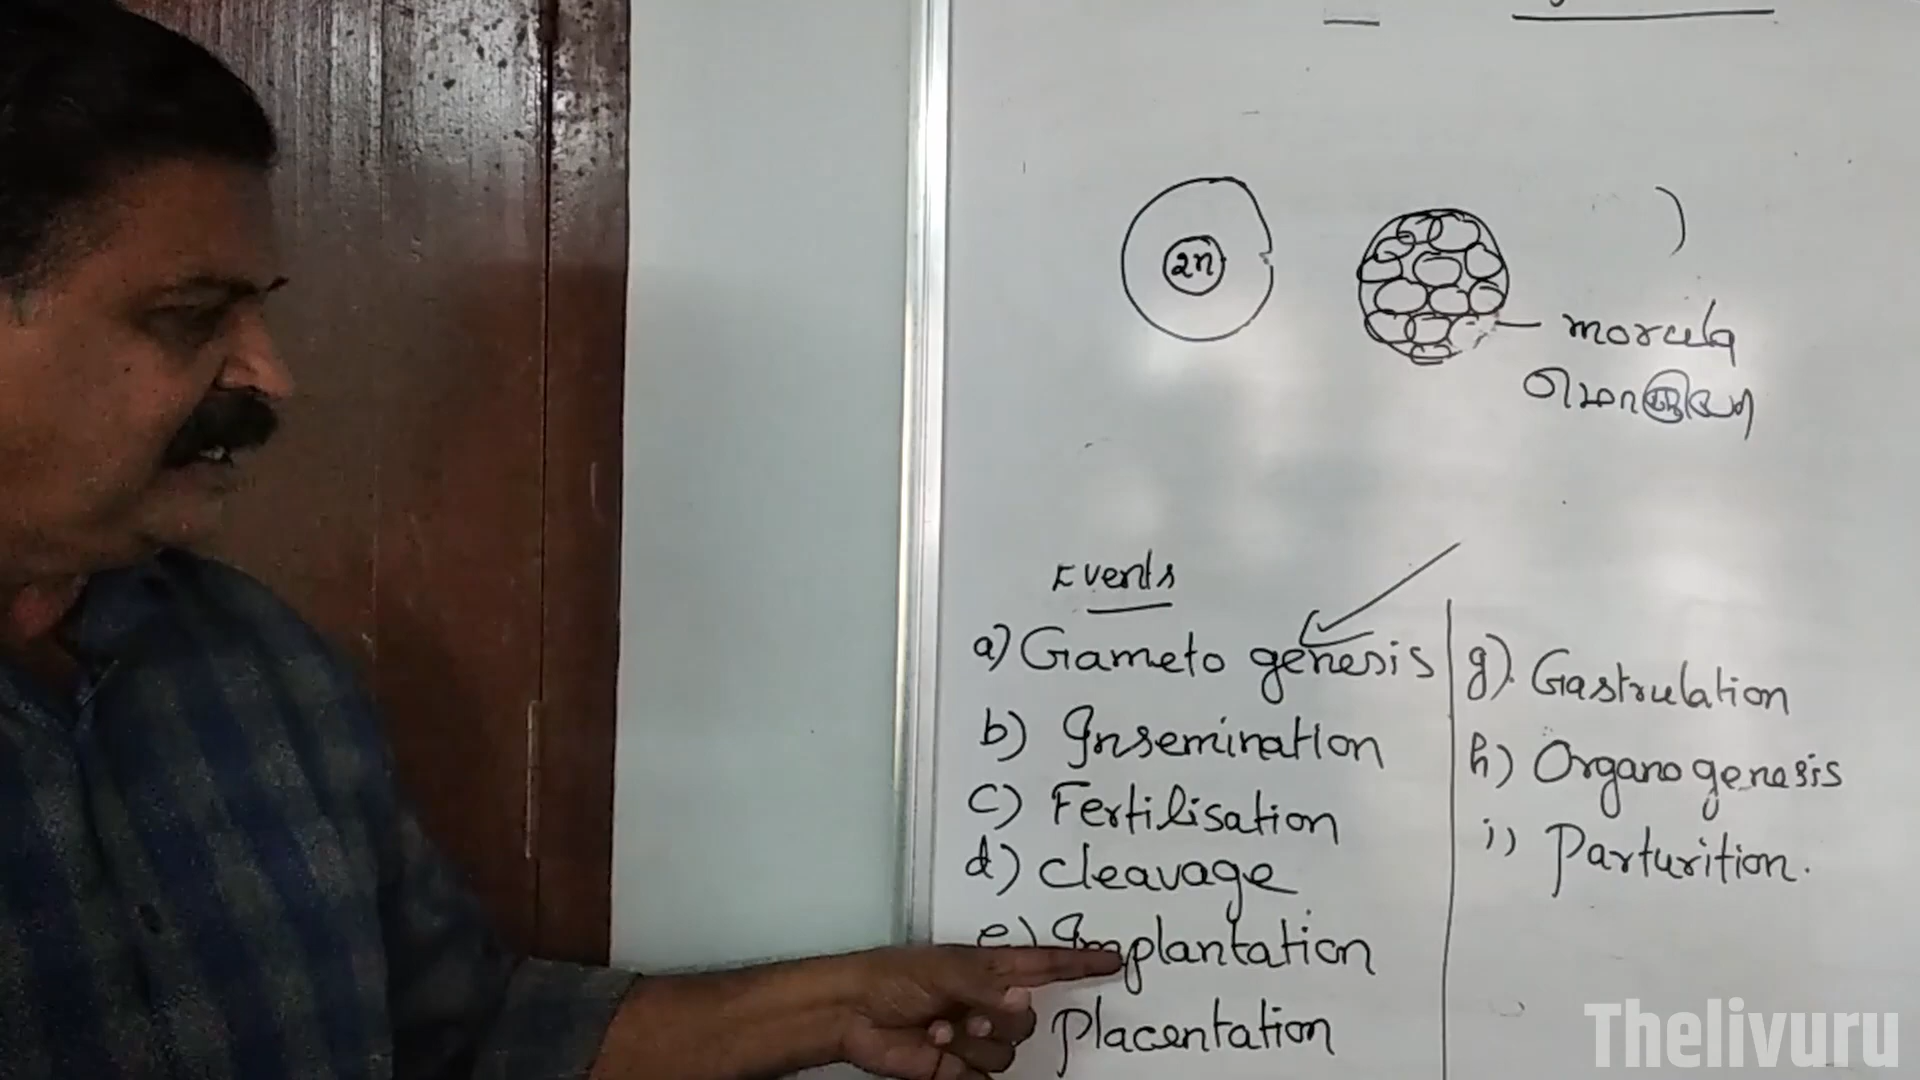 2n
morula
Events
a) Gameto genesis
b) Insemination
c) Fertilisation
d) cleavage
e) Implantation
Placentation
g). Gastrulation
h) Organo genesis
i) Parturition.
Thelivuru